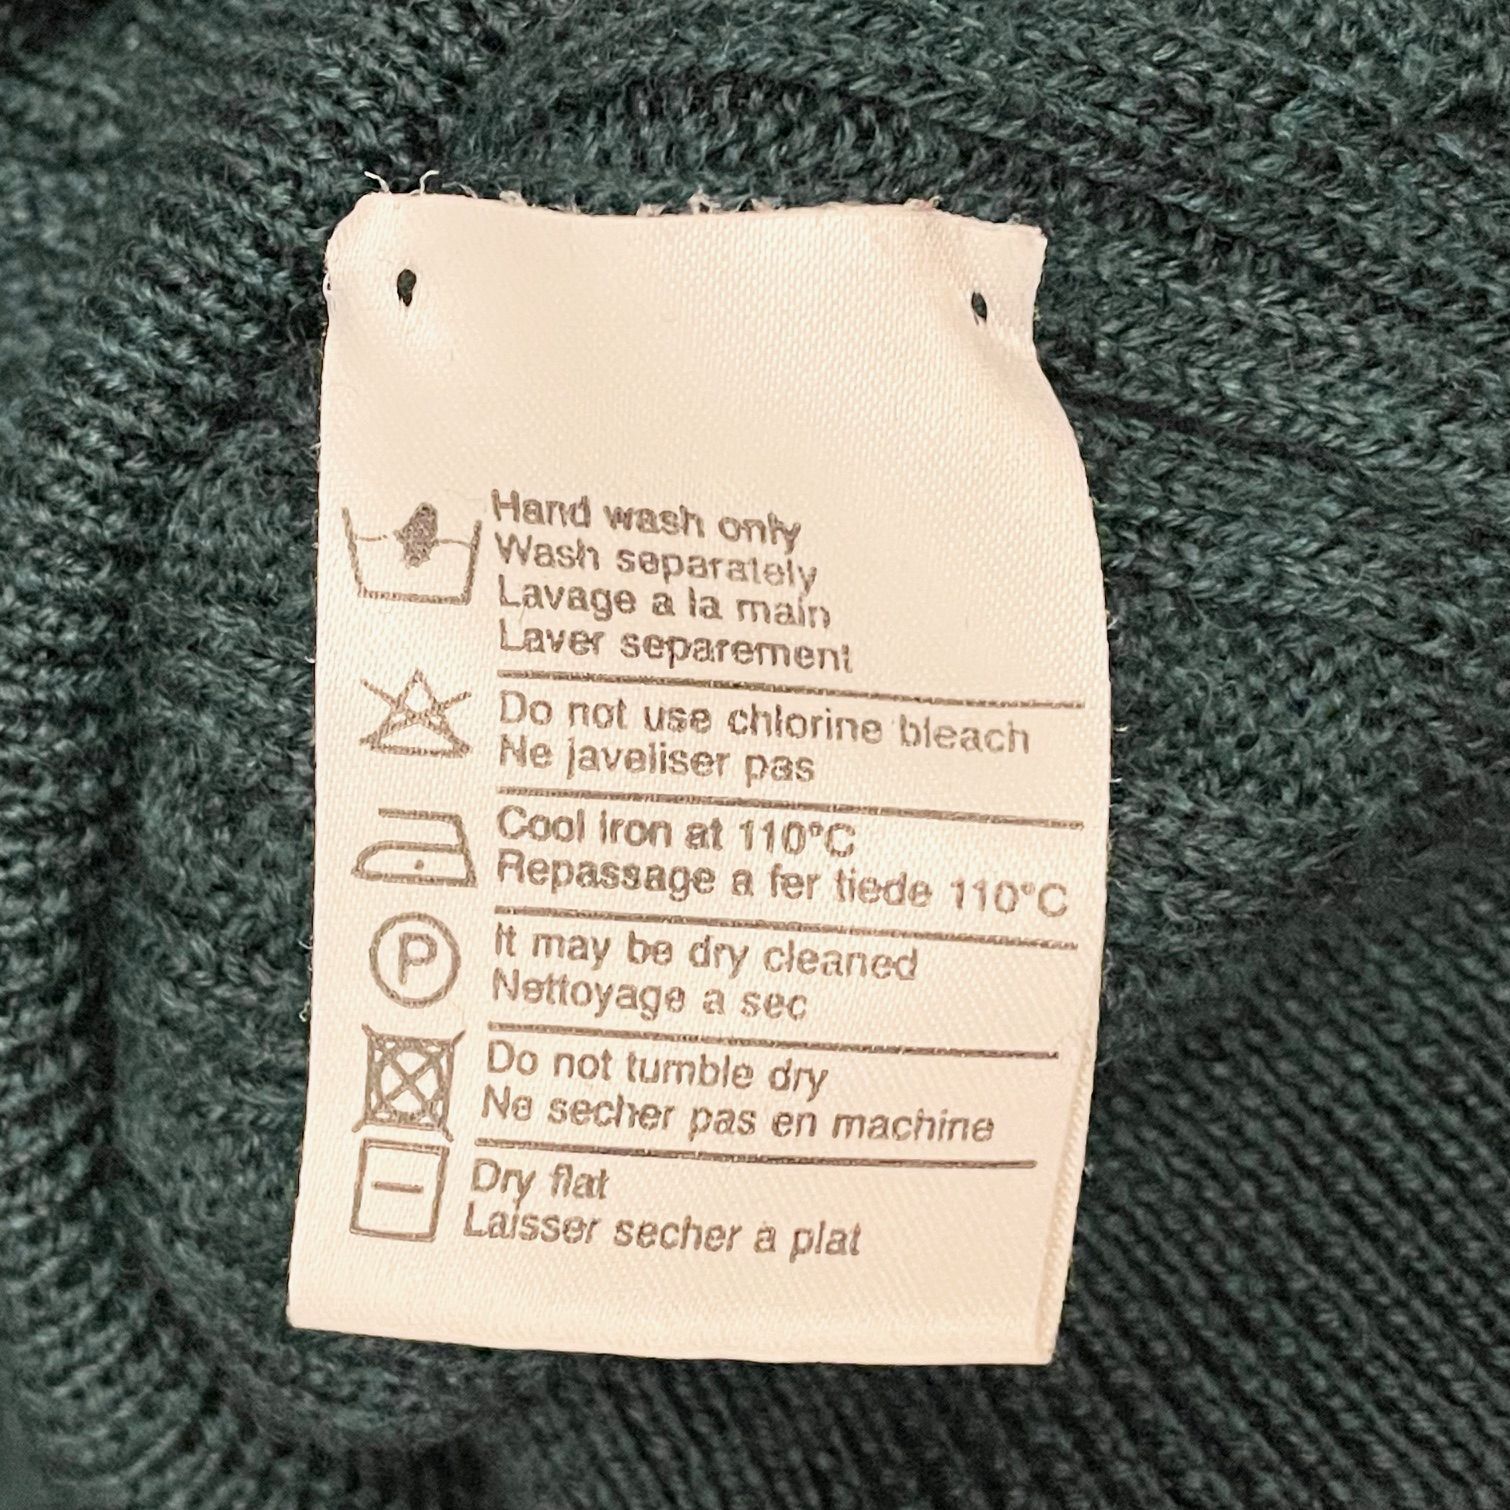 Hand wash only
Wash separately
Lavage a la main
Laver separement
Do not use chlorine bleach
Ne javeliser pas
Cool iron at 110°C
Repassage a fer tiede 110°C
P
It may be dry cleaned
Nettoyage a sec
Do not tumble dry
Ne secher pas en machine
Dry flat
Laisser secher à plat